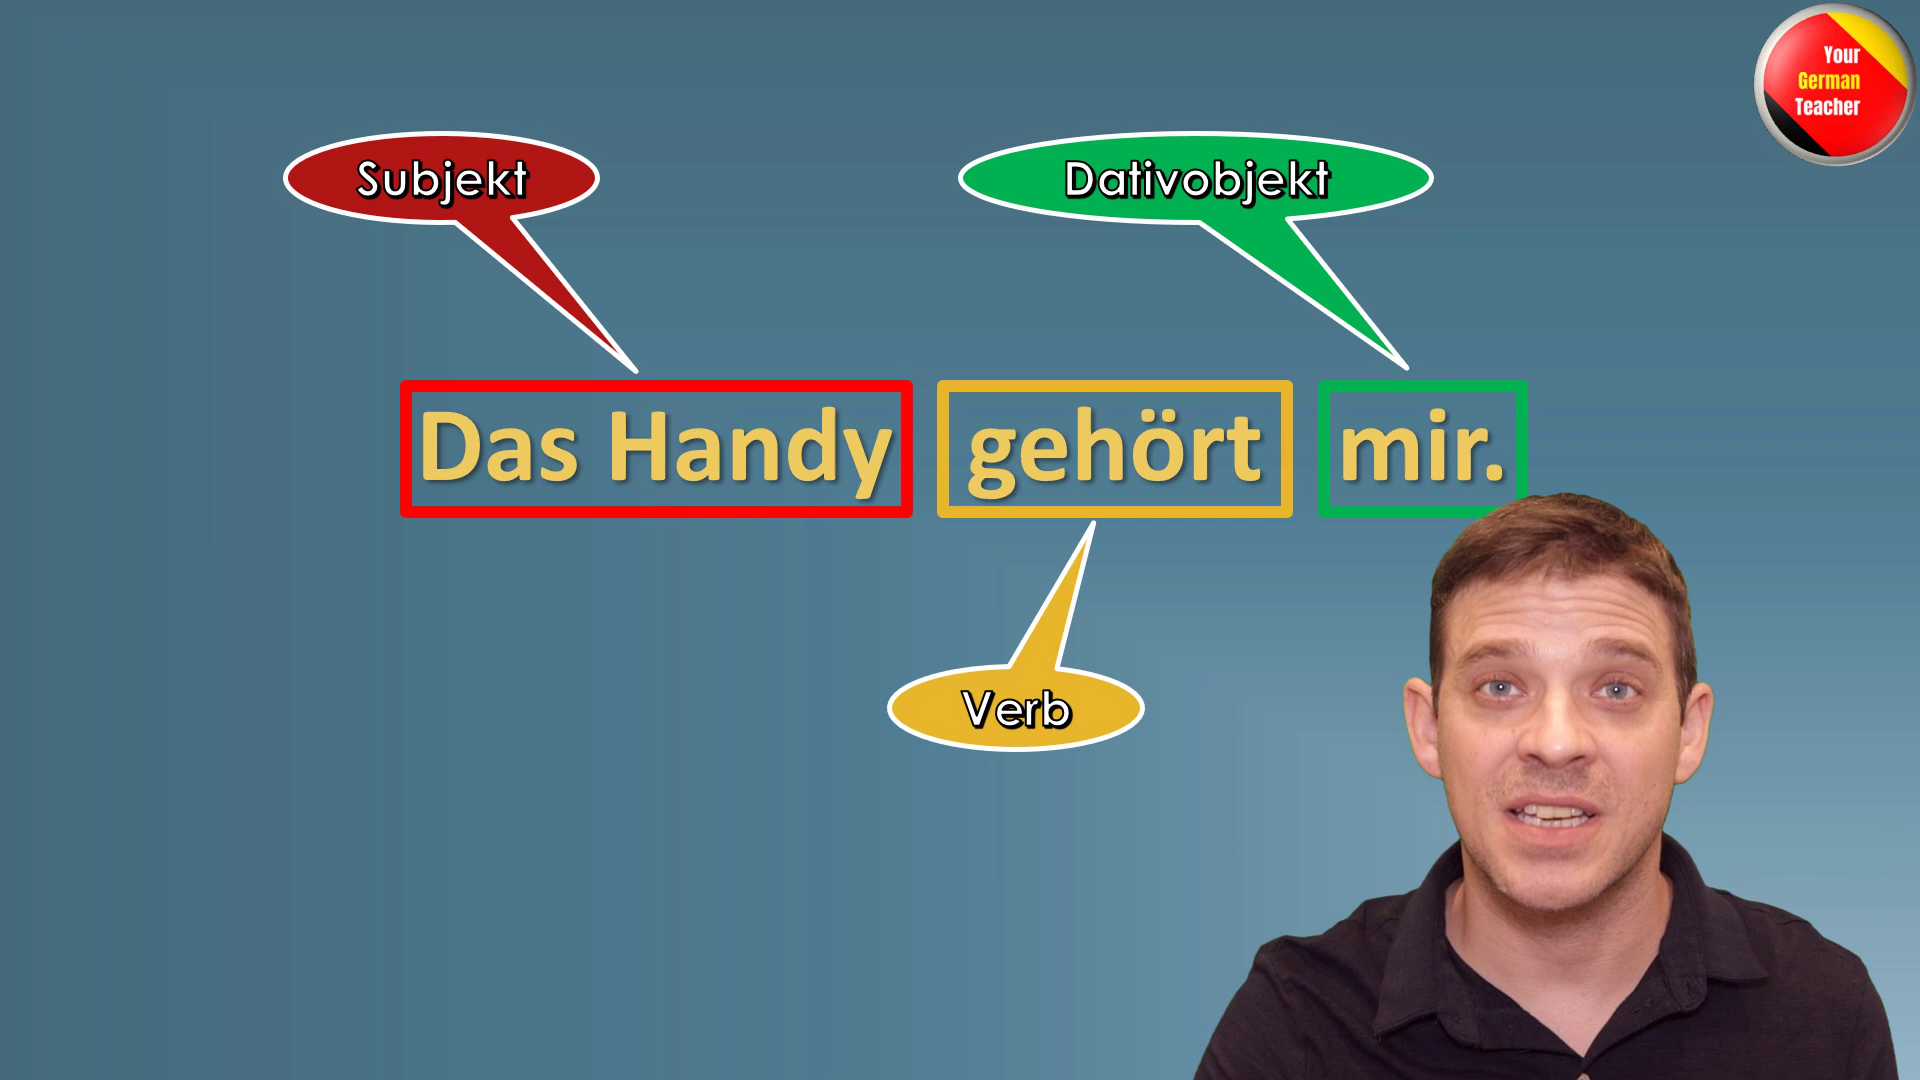 Your
German
Teacher
Subjekt
Dativobjekt
Das Handy gehört mir.
Verb